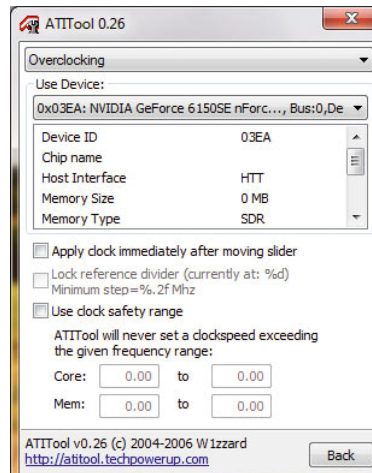 ATITool 0.26
Overclocking
Use Device:
0x03EA: NVIDIA GeForce 6150SE nForc..., Bus:0,De
Device ID 03EA
Chip name
Host Interface HTT
Memory Size 0 MB
Memory Type SDR
Apply clock immediately after moving slider
Lock reference divider (currently at: %d)
Minimum step=%.2f Mhz
Use clock safety range
ATITool will never set a clockspeed exceeding
the given frequency range:
Core: 0.00 to 0.00
Mem: 0.00 to 0.00
ATITool v0.26 (c) 2004-2006 W1zzard
http://atitool.techpowerup.com
Back